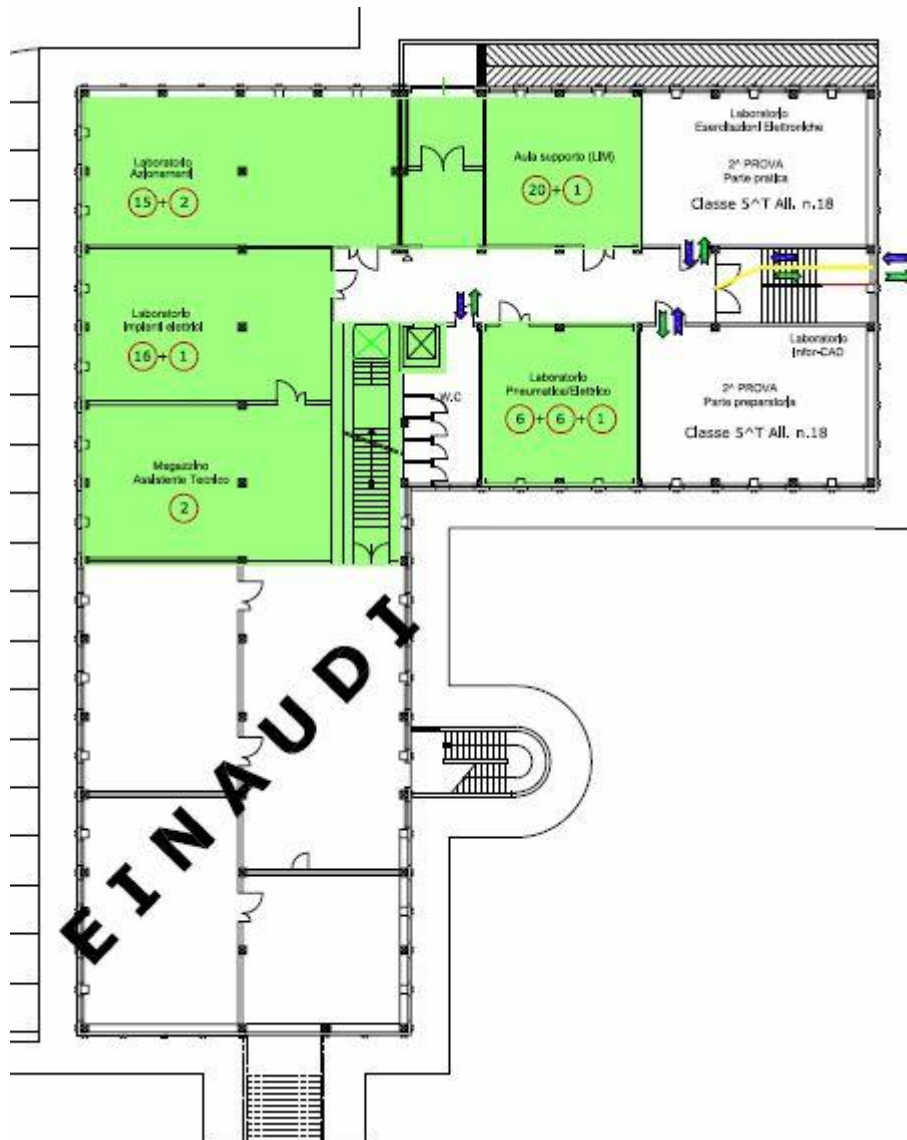 Laboratorio
Azionamenti
15 + 2
Aula supporto (LIM)
20 + 1
Laboratorio
Esercitazioni Elettroniche
2^ PROVA
Parte pratica
Classe 5^T All. n.18
Laboratorio
Impianti elettrici
16 + 1
Laboratorio
Pneumatica/Elettrico
6 + 6 + 1
W.C
Laboratorio
Infor-CAD
2^ PROVA
Parte preparatoria
Classe 5^T All. n.18
Magazzino
Assistente Tecnico
2
EINAUDI